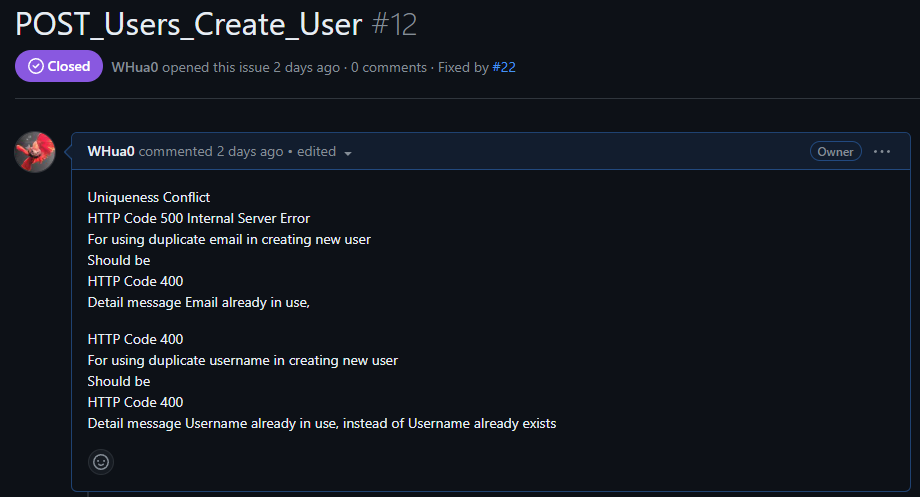 POST_Users_Create_User #12
Closed WHua0 opened this issue 2 days ago · 0 comments · Fixed by #22
WHua0 commented 2 days ago • edited Owner
Uniqueness Conflict
HTTP Code 500 Internal Server Error
For using duplicate email in creating new user
Should be
HTTP Code 400
Detail message Email already in use,
HTTP Code 400
For using duplicate username in creating new user
Should be
HTTP Code 400
Detail message Username already in use, instead of Username already exists